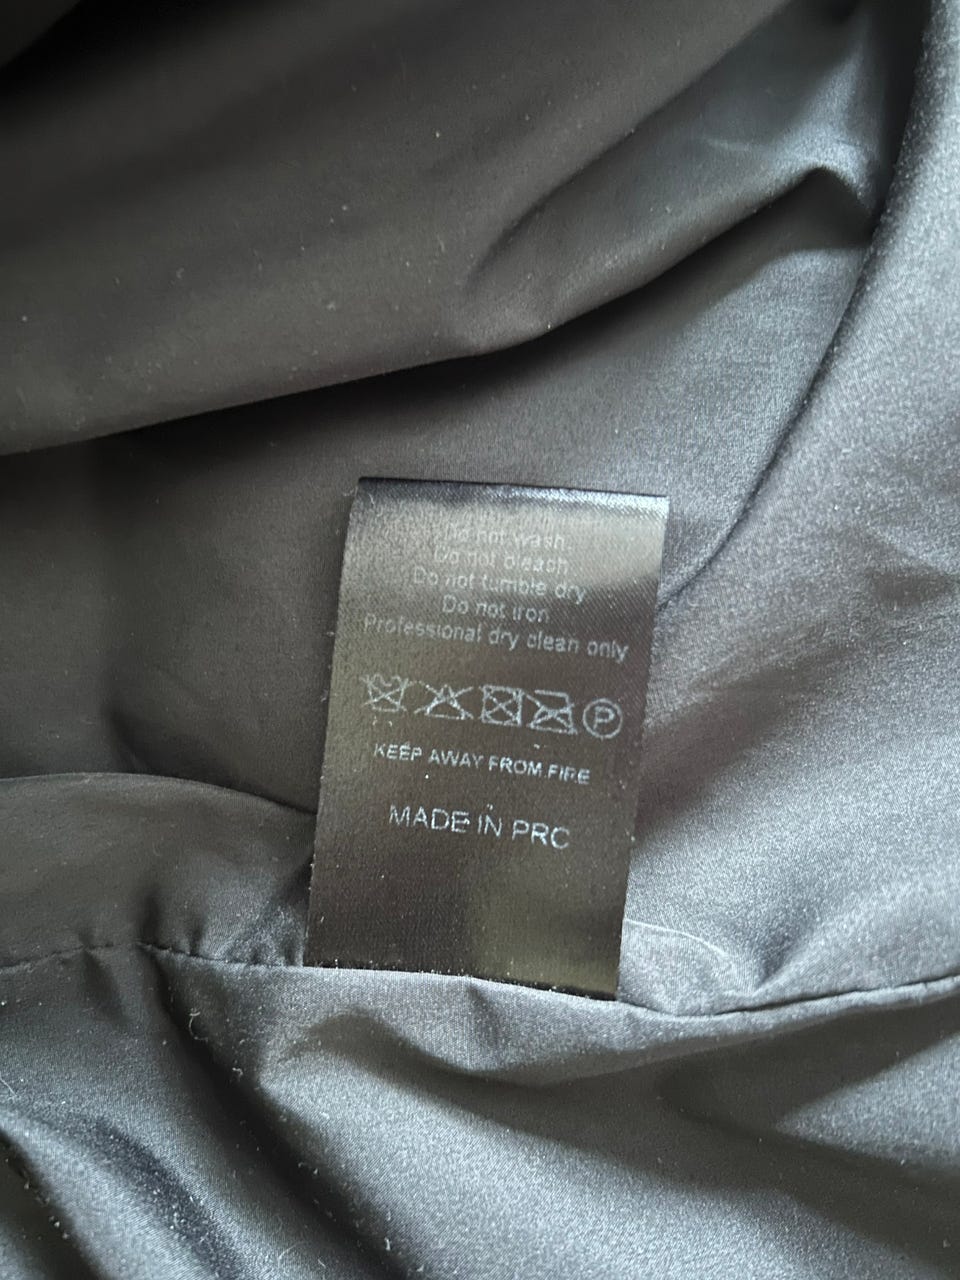 Do not wash
Do not bleach
Do not tumble dry
Do not iron
Professional dry clean only
P
KEEP AWAY FROM FIRE
MADE IN PRC